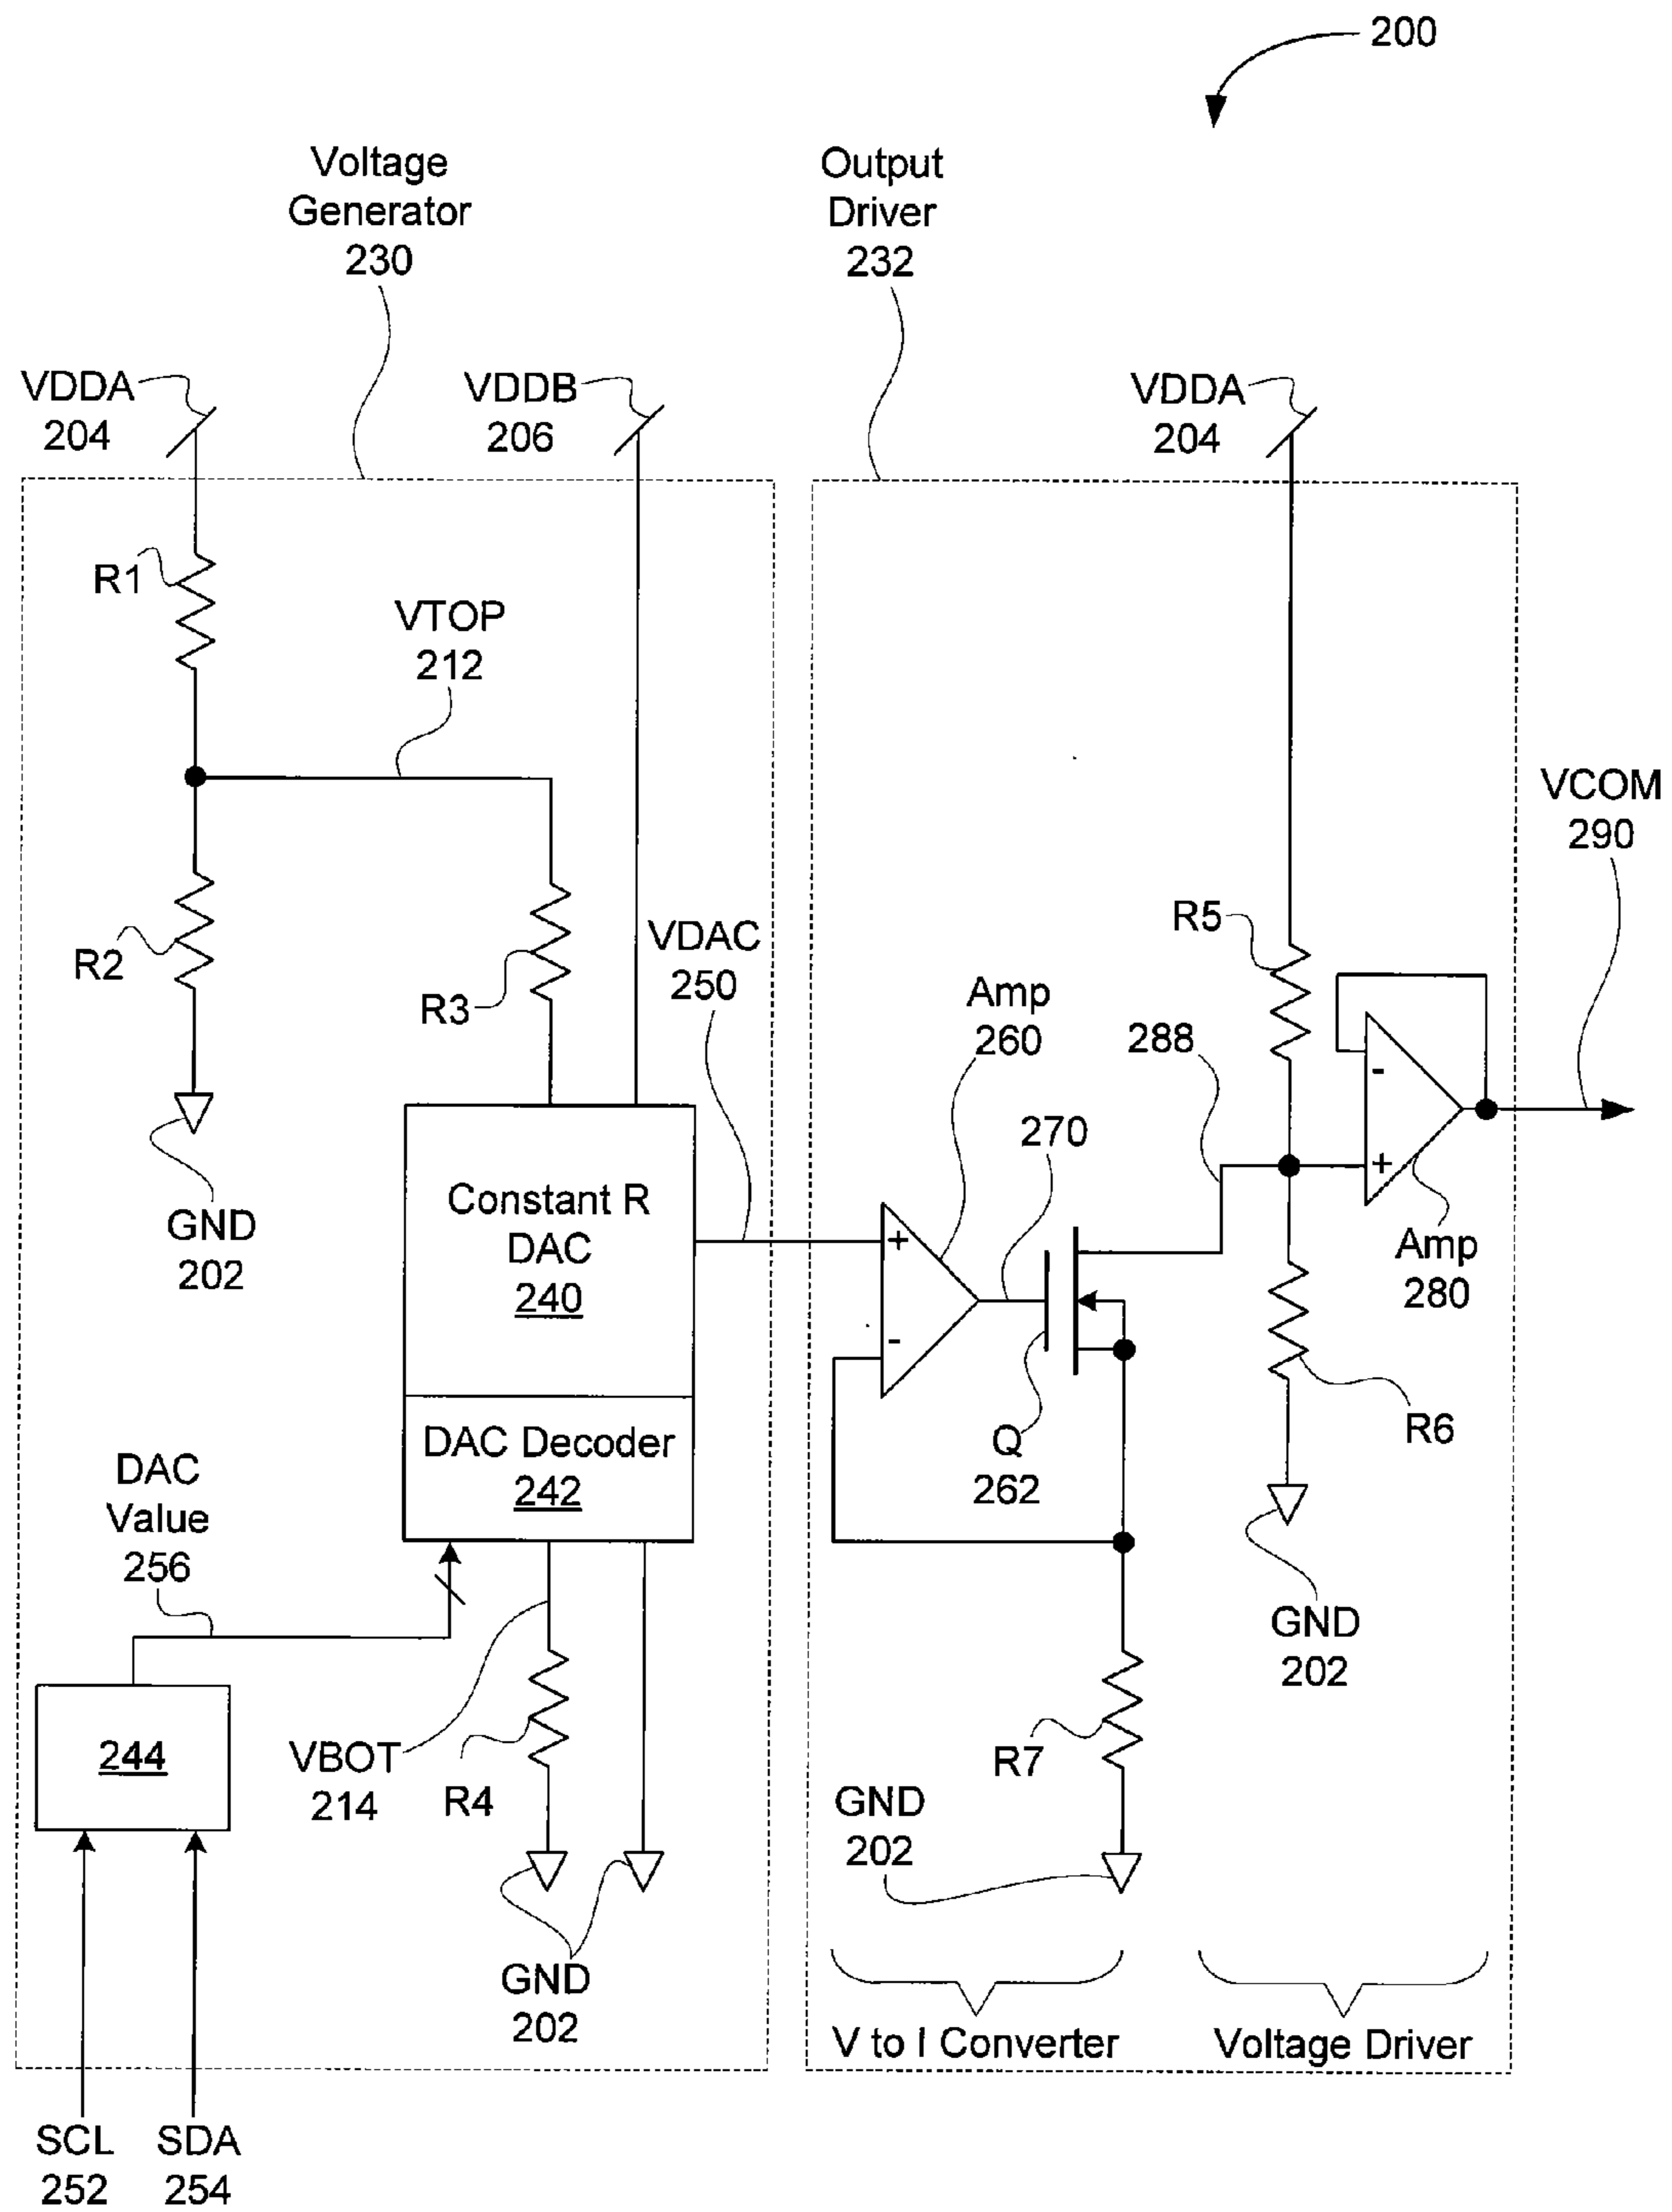 200
Voltage
Generator
230
Output
Driver
232
VDDA
204
VDDB
206
VDDA
204
R1
VTOP
212
VCOM
290
R2
R3
VDAC
250
R5
Amp
260
288
270
-
+
GND
202
Constant R
DAC
240
+
-
Amp
280
DAC Decoder
242
Q
262
R6
DAC
Value
256
GND
202
244
VBOT
214
R4
R7
GND
202
GND
202
V to I Converter
Voltage Driver
SCL
252
SDA
254